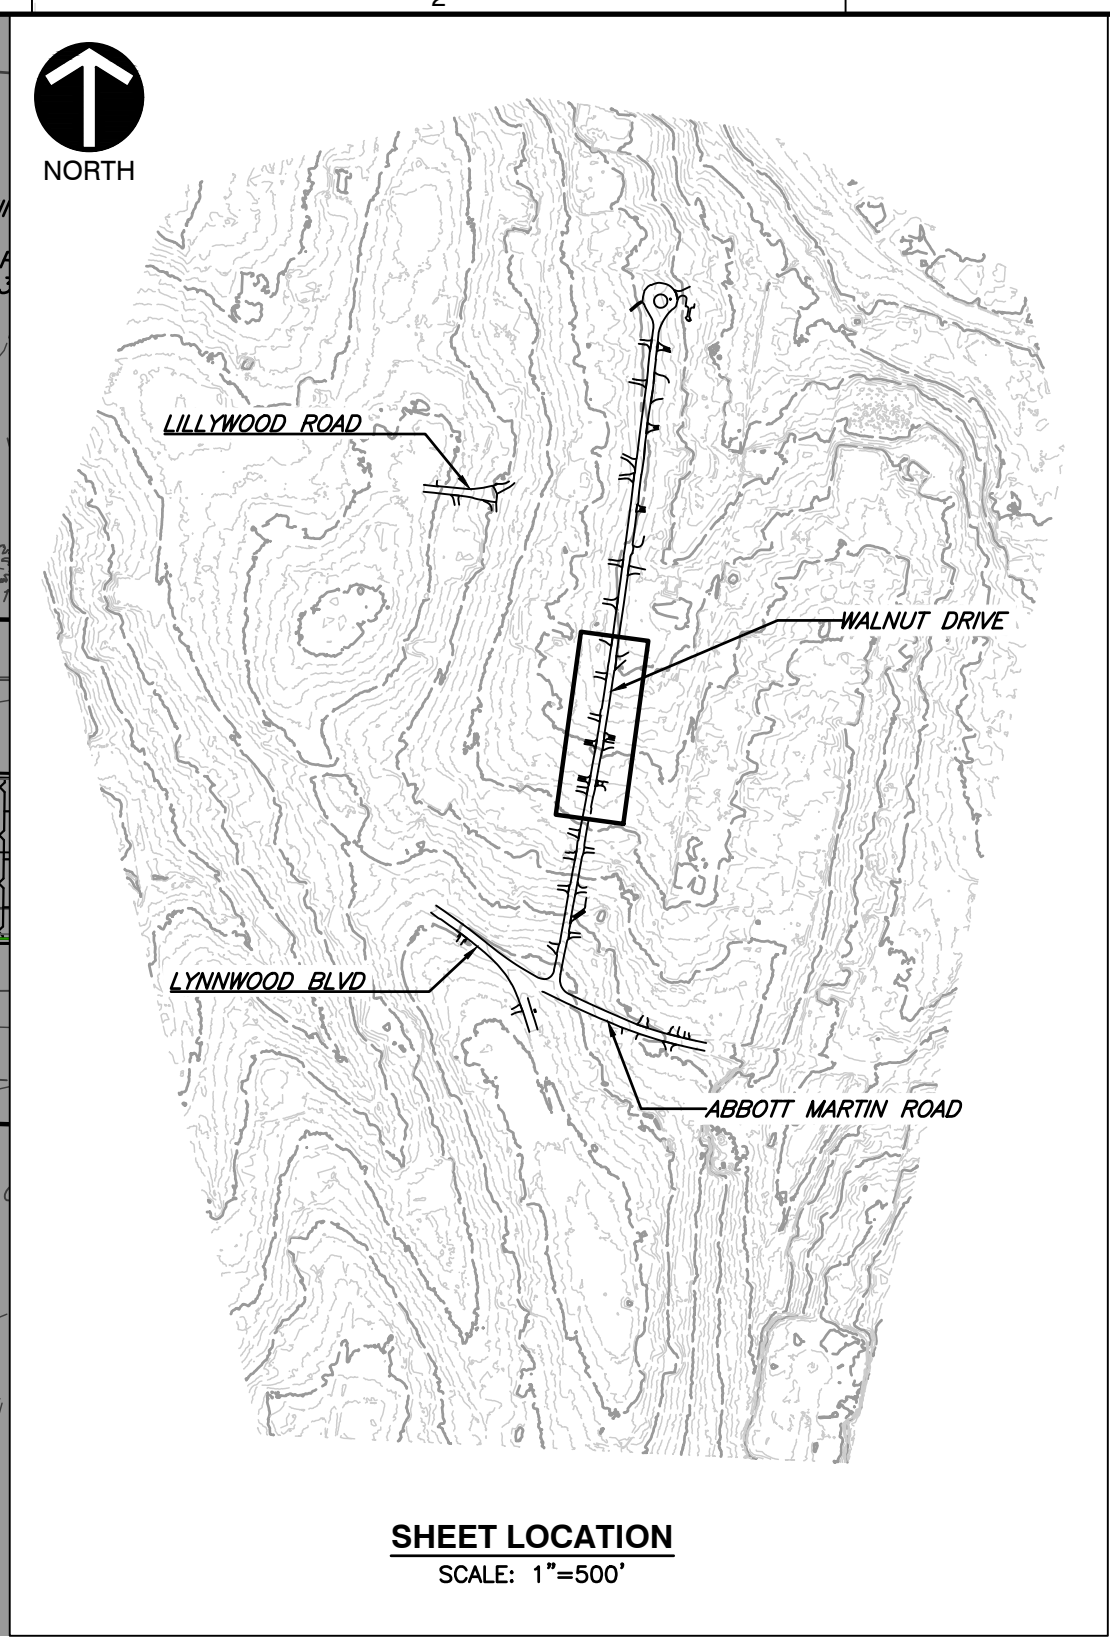 NORTH
LILLYWOOD ROAD
WALNUT DRIVE
LYNNWOOD BLVD
ABBOTT MARTIN ROAD
SHEET LOCATION
SCALE: 1"=500'